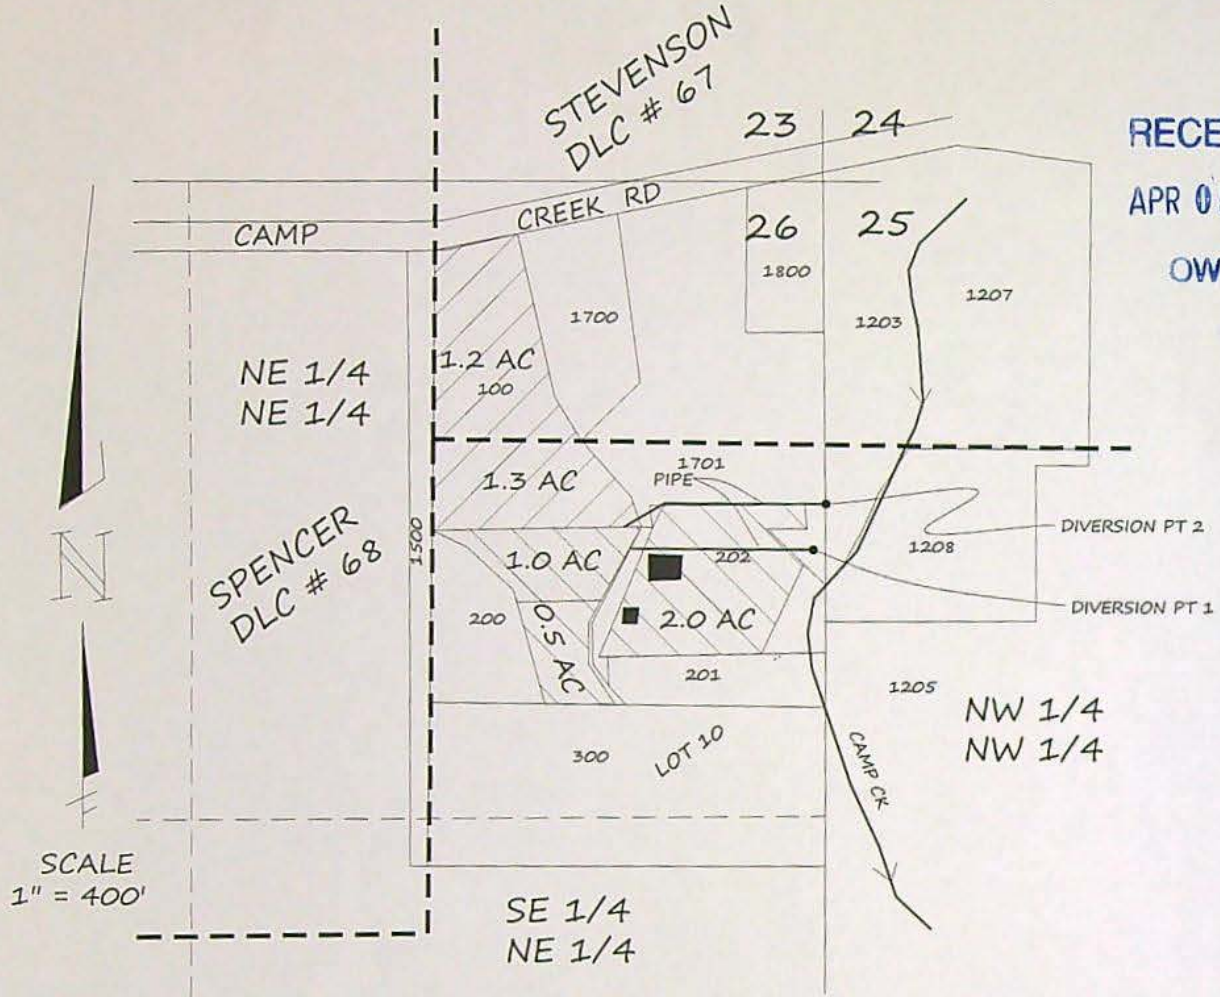 STEVENSON
DLC # 67
23
24
RECE
APR 0
OW
CAMP
CREEK RD
26
25
1800
1207
1700
1203
NE 1/4
NE 1/4
1.2 AC
100
1701
PIPE
1.3 AC
SPENCER
DLC # 68
1500
N
1.0 AC
202
1208
DIVERSION PT 2
DIVERSION PT 1
200
0.5 AC
2.0 AC
201
1205
NW 1/4
NW 1/4
300
LOT 10
CAMP CK
SCALE
1" = 400'
SE 1/4
NE 1/4